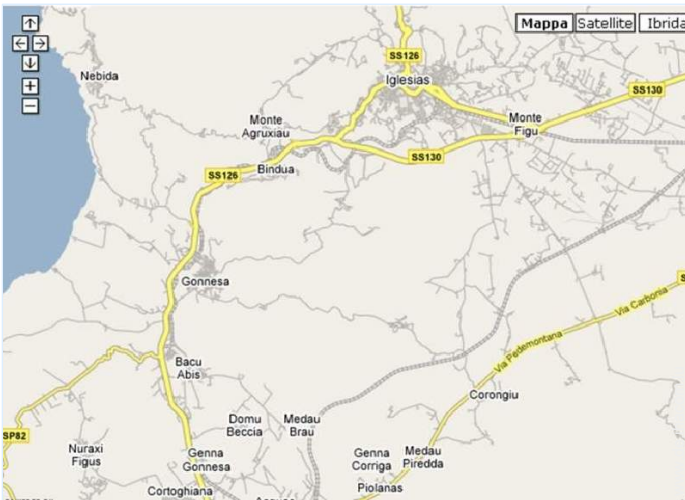 Mappa
Satellite
Ibrida
SS126
Nebida
Iglesias
SS130
Monte
Agruxiau
Monte
Figu
SS130
Bindua
SS126
Gonnesa
Via Carbonia
Via Pedemontana
Bacu
Abis
Corongiu
Domu
Beccia
Medau
Brau
SP82
Nuraxi
Figus
Genna
Gonnesa
Genna
Corriga
Medau
Piredda
Piolanas
Cortoghiana